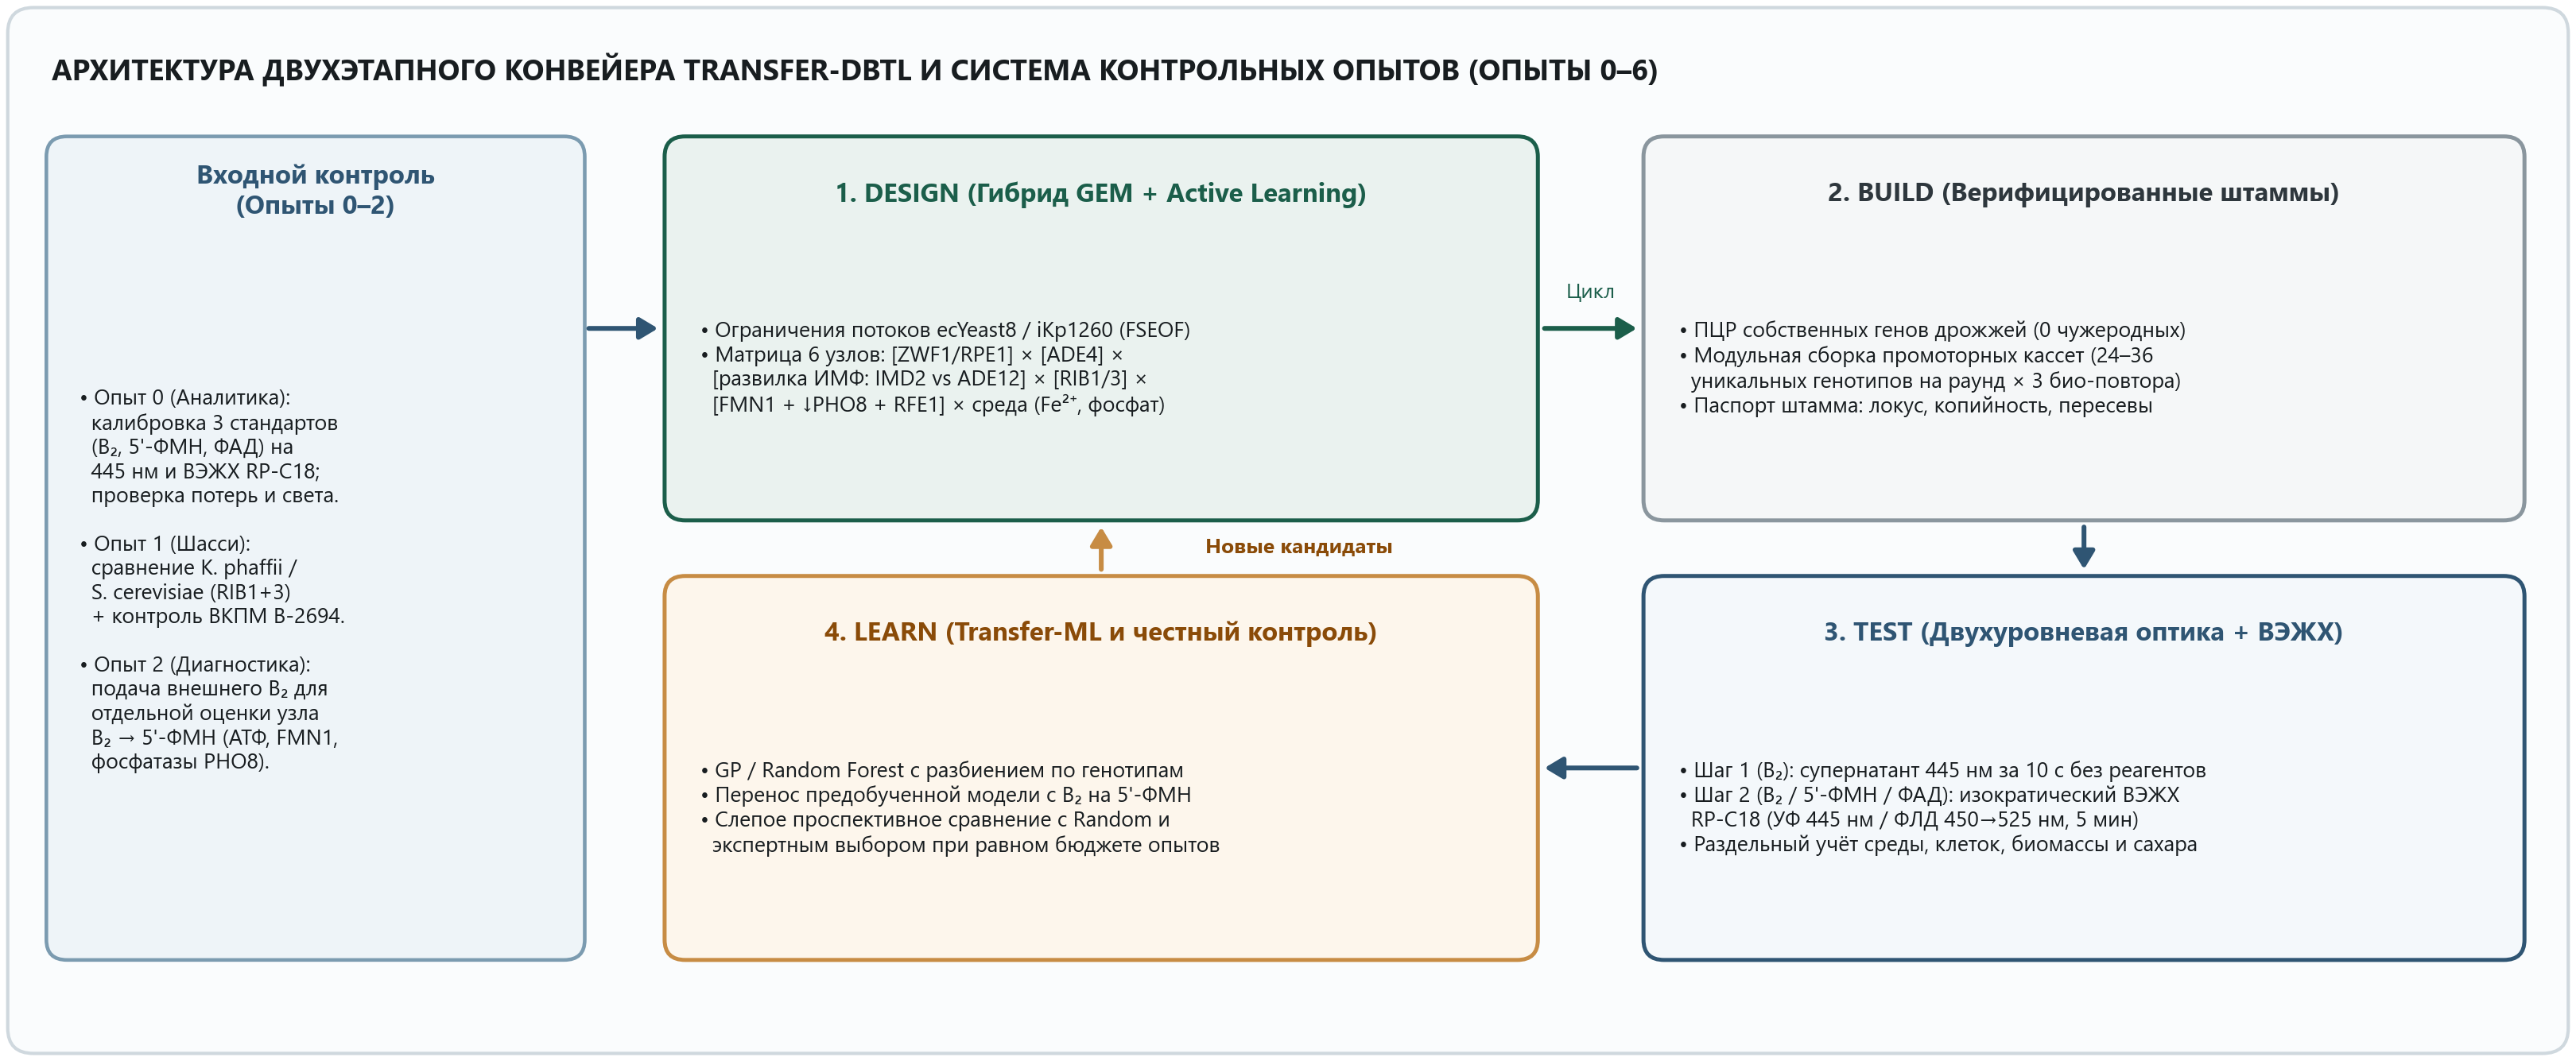 АРХИТЕКТУРА ДВУХЭТАПНОГО КОНВЕЙЕРА TRANSFER-DBTL И СИСТЕМА КОНТРОЛЬНЫХ ОПЫТОВ (ОПЫТЫ 0–6)
Входной контроль
(Опыты 0–2)
• Опыт 0 (Аналитика):
калибровка 3 стандартов
(B₂, 5'-ФМН, ФАД) на
445 нм и ВЭЖХ RP-C18;
проверка потерь и света.
• Опыт 1 (Шасси):
сравнение K. phaffii /
S. cerevisiae (RIB1+3)
+ контроль ВКПМ B-2694.
• Опыт 2 (Диагностика):
подача внешнего B₂ для
отдельной оценки узла
B₂ → 5'-ФМН (АТФ, FMN1,
фосфатазы PHO8).
1. DESIGN (Гибрид GEM + Active Learning)
• Ограничения потоков ecYeast8 / iKp1260 (FSEOF)
• Матрица 6 узлов: [ZWF1/RPE1] × [ADE4] ×
[развилка ИМФ: IMD2 vs ADE12] × [RIB1/3] ×
[FMN1 + ↓PHO8 + RFE1] × среда (Fe²⁺, фосфат)
Цикл
2. BUILD (Верифицированные штаммы)
• ПЦР собственных генов дрожжей (0 чужеродных)
• Модульная сборка промоторных кассет (24–36
уникальных генотипов на раунд × 3 био-повтора)
• Паспорт штамма: локус, копийность, пересевы
Новые кандидаты
4. LEARN (Transfer-ML и честный контроль)
• GP / Random Forest с разбиением по генотипам
• Перенос предобученной модели с B₂ на 5'-ФМН
• Слепое проспективное сравнение с Random и
экспертным выбором при равном бюджете опытов
3. TEST (Двухуровневая оптика + ВЭЖХ)
• Шаг 1 (B₂): супернатант 445 нм за 10 с без реагентов
• Шаг 2 (B₂ / 5'-ФМН / ФАД): изократический ВЭЖХ
RP-C18 (УФ 445 нм / ФЛД 450→525 нм, 5 мин)
• Раздельный учёт среды, клеток, биомассы и сахара